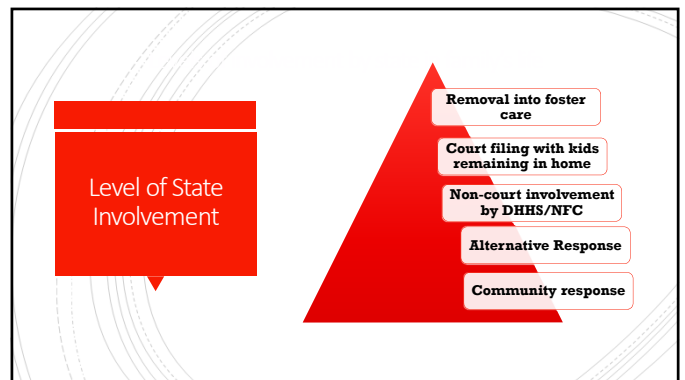 Level of State
Involvement
Removal into foster
care
Court filing with kids
remaining in home
Non-court involvement
by DHHS/NFC
Alternative Response
Community response